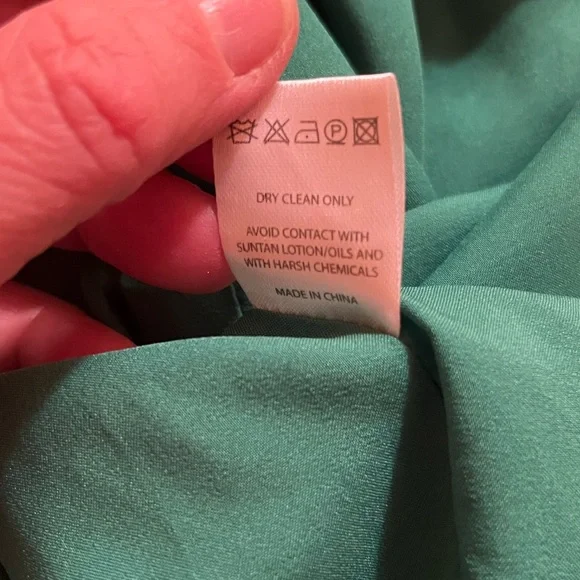 P
DRY CLEAN ONLY
AVOID CONTACT WITH
SUNTAN LOTION/OILS AND
WITH HARSH CHEMICALS
MADE IN CHINA